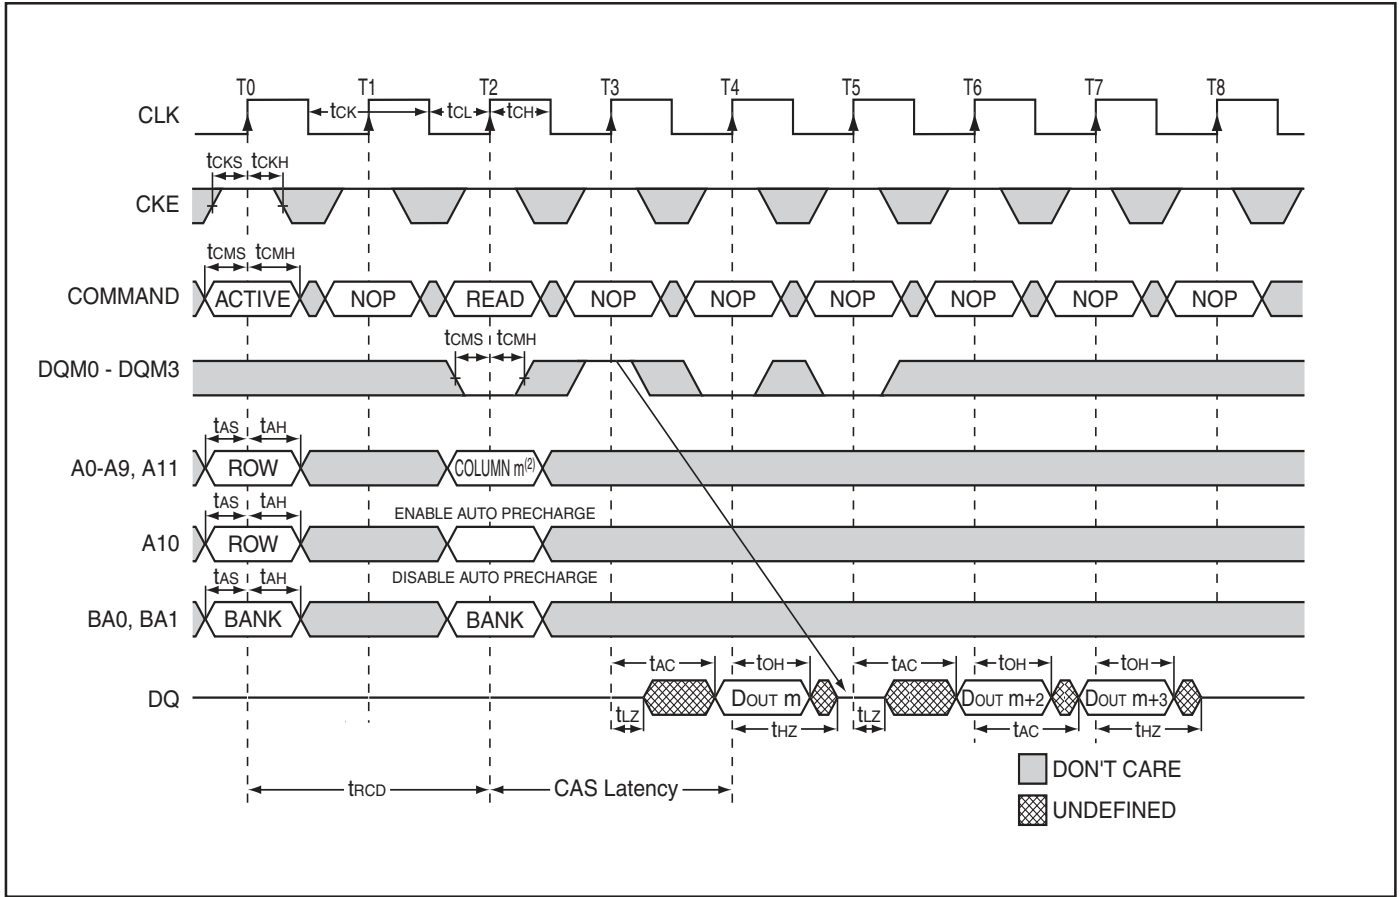 T0 T1 T2 T3 T4 T5 T6 T7 T8
CLK tCK tCL tCH
tCKS tCKH
CKE
tCMS tCMH
COMMAND ACTIVE NOP READ NOP NOP NOP NOP NOP NOP
tCMS tCMH
DQM0 - DQM3
tAS tAH
A0-A9, A11 ROW COLUMN m(2)
tAS tAH ENABLE AUTO PRECHARGE
A10 ROW
tAS tAH DISABLE AUTO PRECHARGE
BA0, BA1 BANK BANK
tAC tOH tAC tOH tOH
DQ DOUT m DOUT m+2 DOUT m+3
tLZ tHZ tLZ tAC tHZ
DON'T CARE
tRCD CAS Latency
UNDEFINED